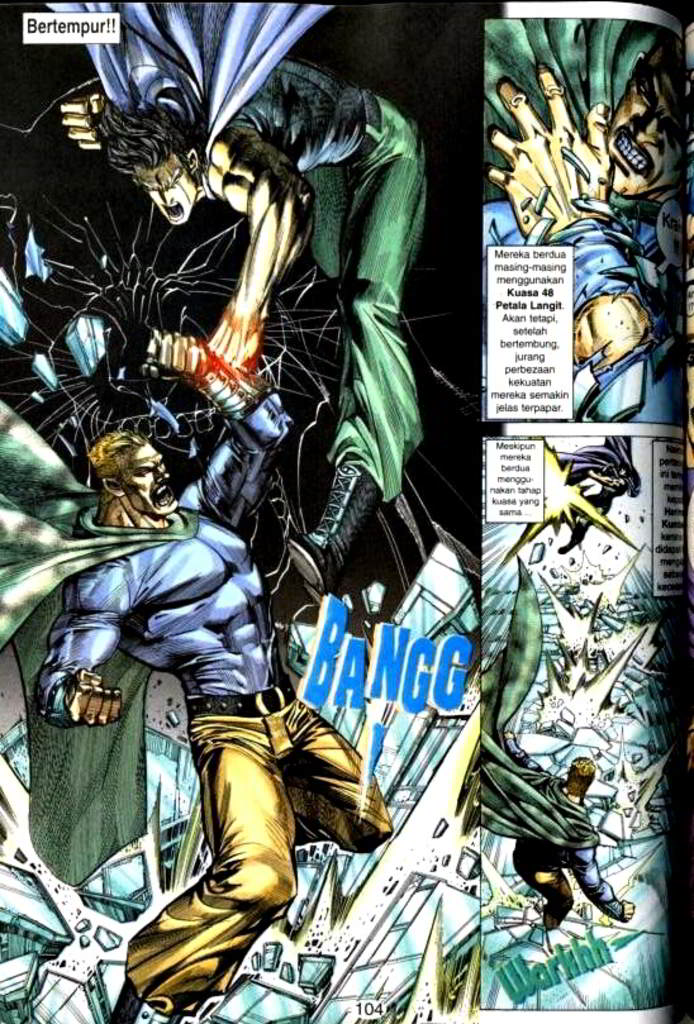 Bertempur!!
BANGG
!
Mereka berdua
masing-masing
menggunakan
Kuasa 48
Petala Langit.
Akan tetapi,
setelah
bertembung,
jurang
perbezaan
kekuatan
mereka semakin
jelas terpapar.
Meskipun
mereka
berdua
menggu-
nakan tahap
kuasa yang
sama...
104